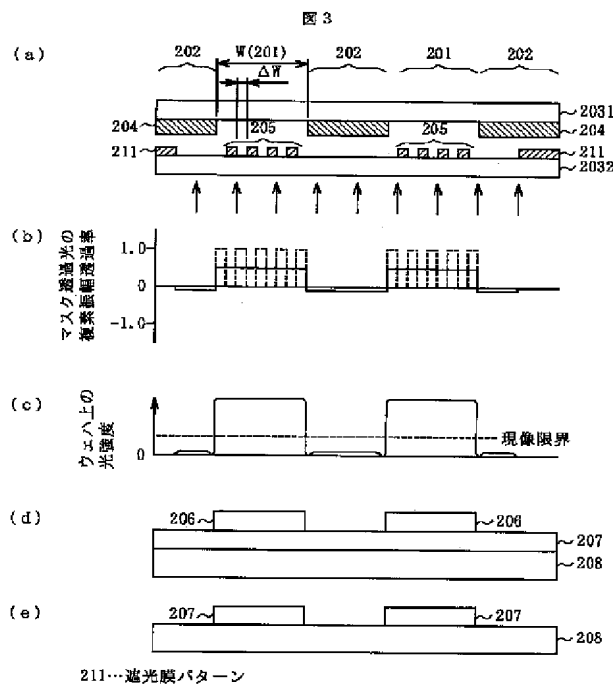 図3
(a)
202 W(201) 202 201 202
ΔW
2031
204 205 205 204
211 211
2032
(b)
マスク透過光の
複素振幅透過率
1.0
0
-1.0
(c)
ウェハ上の
光強度
0
現像限界
(d)
206 206
207
208
(e)
207 207
208
211…遮光膜パターン